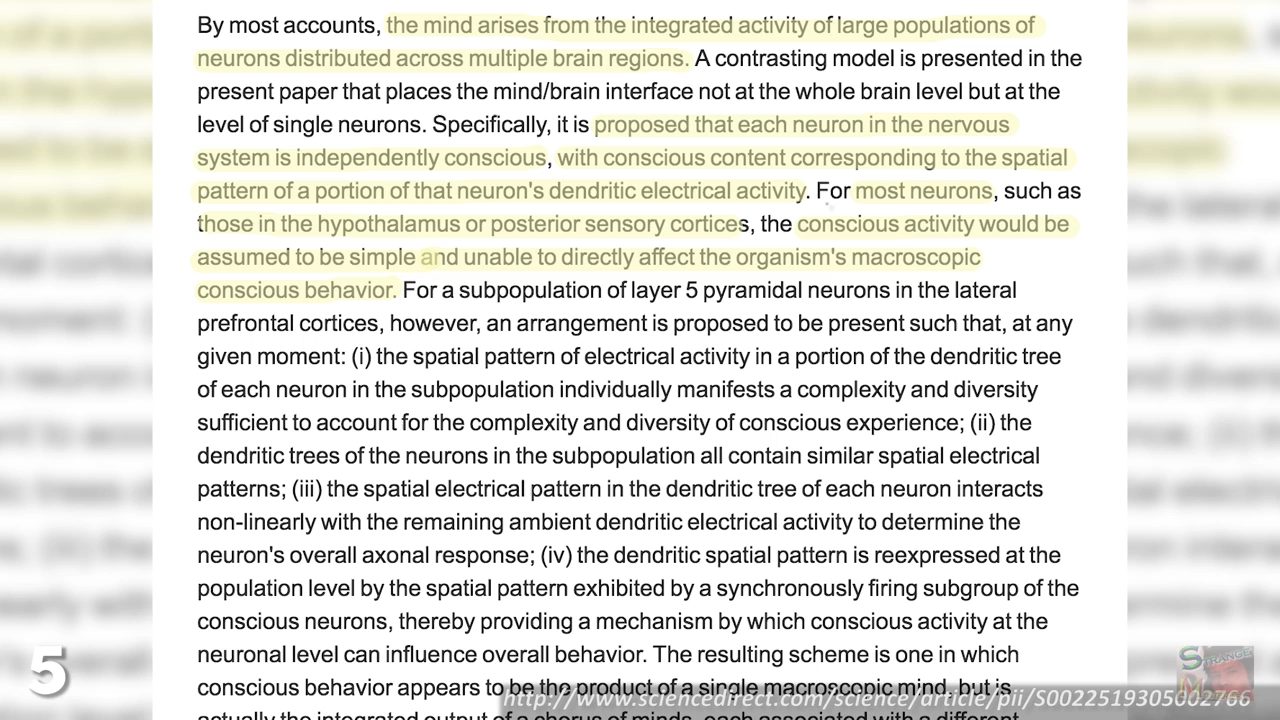 By most accounts, the mind arises from the integrated activity of large populations of
neurons distributed across multiple brain regions. A contrasting model is presented in the
present paper that places the mind/brain interface not at the whole brain level but at the
level of single neurons. Specifically, it is proposed that each neuron in the nervous
system is independently conscious, with conscious content corresponding to the spatial
pattern of a portion of that neuron's dendritic electrical activity. For most neurons, such as
those in the hypothalamus or posterior sensory cortices, the conscious activity would be
assumed to be simple and unable to directly affect the organism's macroscopic
conscious behavior. For a subpopulation of layer 5 pyramidal neurons in the lateral
prefrontal cortices, however, an arrangement is proposed to be present such that, at any
given moment: (i) the spatial pattern of electrical activity in a portion of the dendritic tree
of each neuron in the subpopulation individually manifests a complexity and diversity
sufficient to account for the complexity and diversity of conscious experience; (ii) the
dendritic trees of the neurons in the subpopulation all contain similar spatial electrical
patterns; (iii) the spatial electrical pattern in the dendritic tree of each neuron interacts
non-linearly with the remaining ambient dendritic electrical activity to determine the
neuron's overall axonal response; (iv) the dendritic spatial pattern is reexpressed at the
population level by the spatial pattern exhibited by a synchronously firing subgroup of the
conscious neurons, thereby providing a mechanism by which conscious activity at the
neuronal level can influence overall behavior. The resulting scheme is one in which
conscious behavior appears to be the product of a single macroscopic mind, but is
actually the integrated output of a chorus of minds, each associated with a different
5
http://www.sciencedirect.com/science/article/pii/S0022519305002766
STRANGE